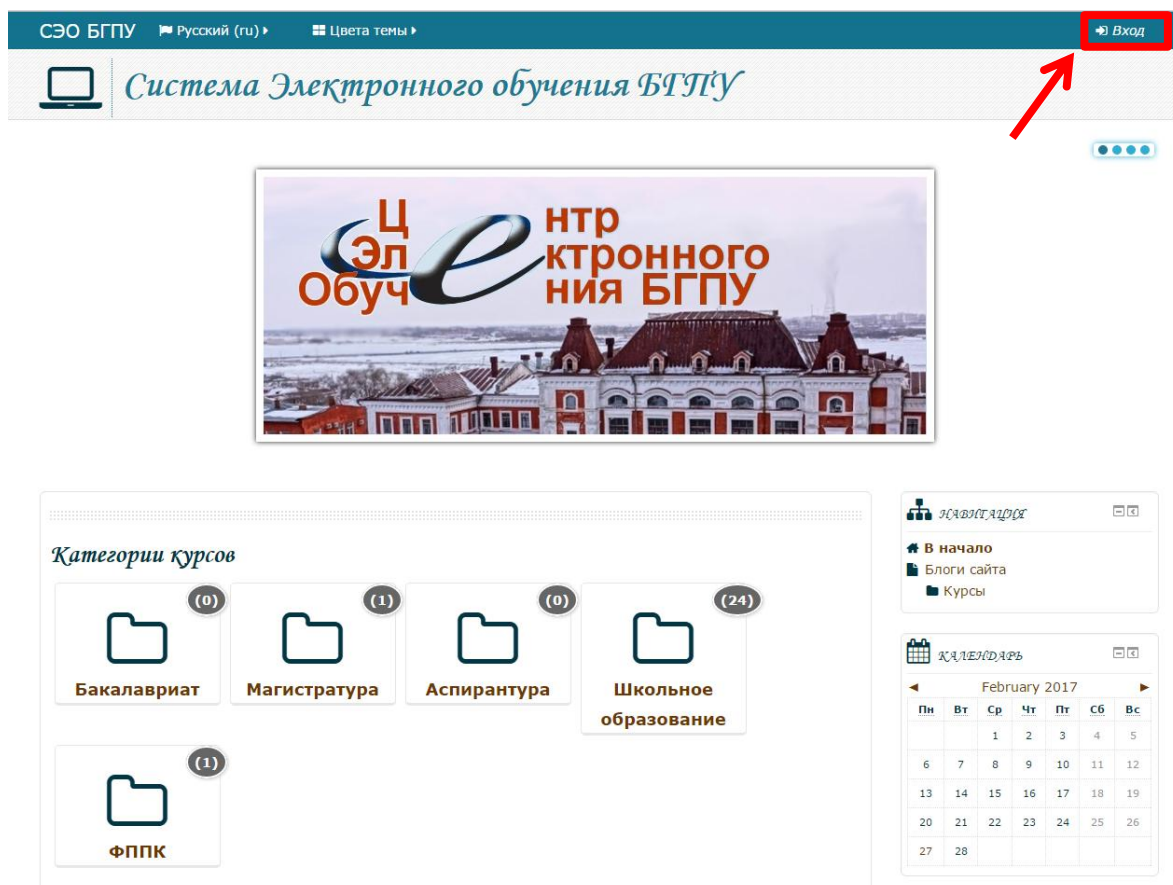 СЭО БГПУ Русский (ru) Цвета темы Вход
Система Электронного обучения БГПУ
Ц нтр
Эл ктронного
Обуч ния БГПУ
e
Категории курсов
(0) (1) (0) (24)
Бакалавриат Магистратура Аспирантура Школьное образование
(1)
ФППК
НАВИГАЦИЯ
В начало
Блоги сайта
Курсы
КАЛЕНДАРЬ
◄ February 2017 ►
Пн Вт Ср Чт Пт Сб Вс
1 2 3 4 5
6 7 8 9 10 11 12
13 14 15 16 17 18 19
20 21 22 23 24 25 26
27 28